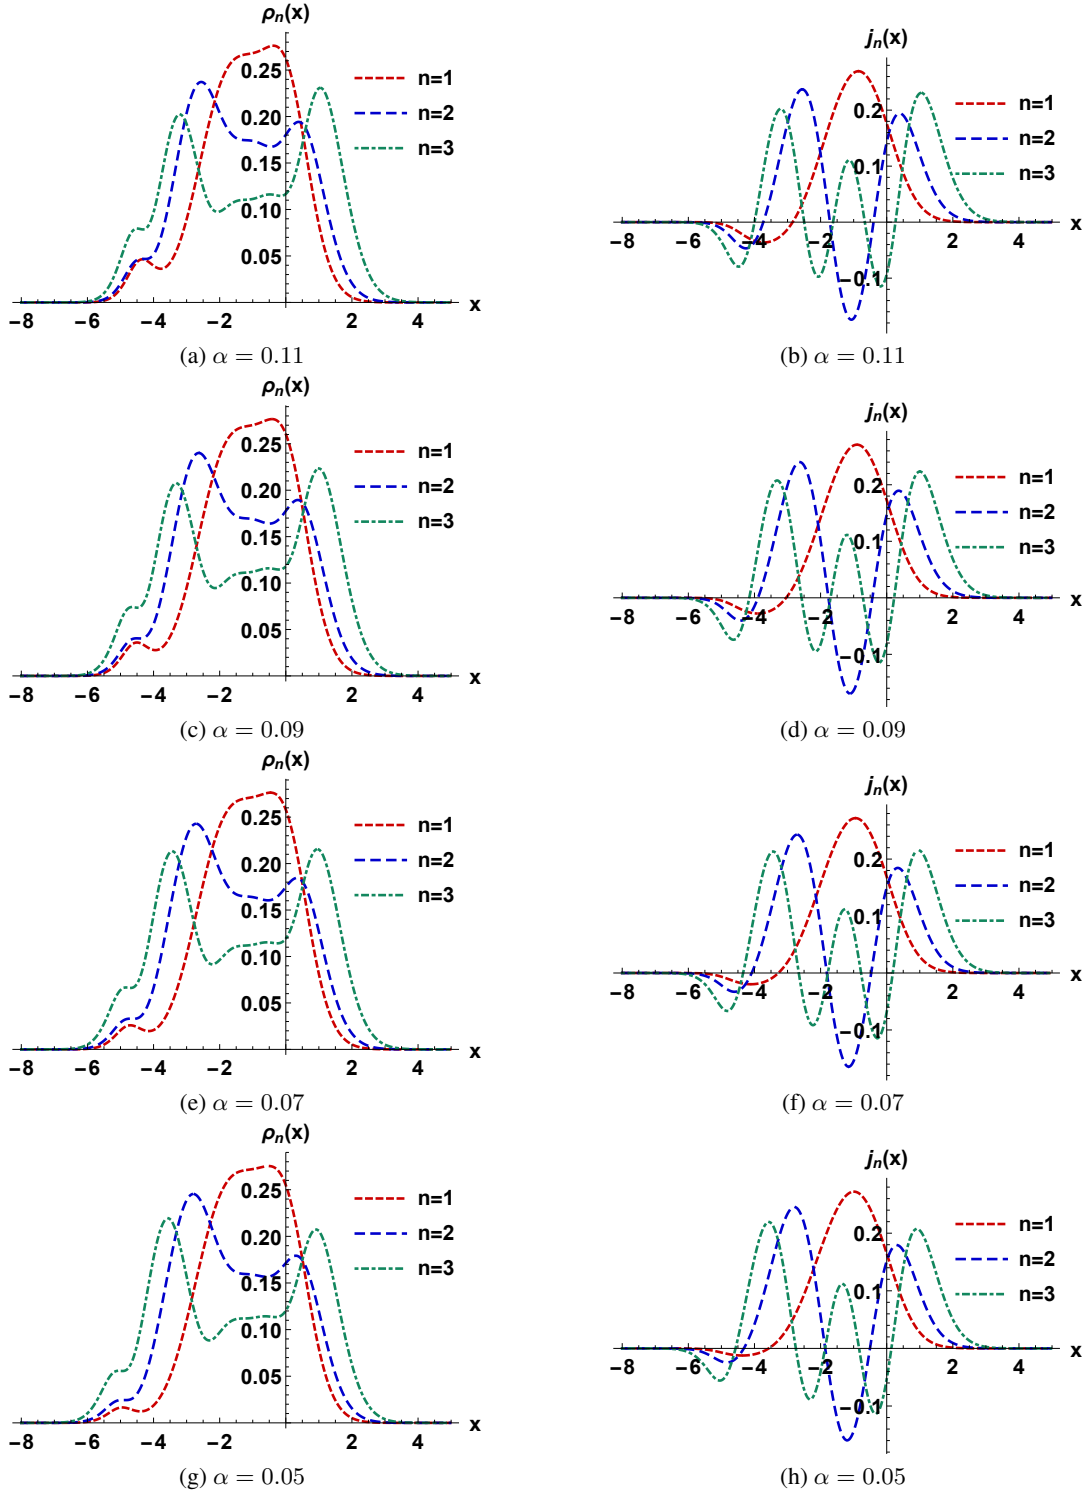 ρn(x)
0.25
0.20
0.15
0.10
0.05
−8 −6 −4 −2 2 4 x
n=1
n=2
n=3
(a) α = 0.11
jn(x)
0.2
0.1
−0.1
−8 −6 −4 −2 2 4 x
n=1
n=2
n=3
(b) α = 0.11
ρn(x)
0.25
0.20
0.15
0.10
0.05
−8 −6 −4 −2 2 4 x
n=1
n=2
n=3
(c) α = 0.09
jn(x)
0.2
0.1
−0.1
−8 −6 −4 −2 2 4 x
n=1
n=2
n=3
(d) α = 0.09
ρn(x)
0.25
0.20
0.15
0.10
0.05
−8 −6 −4 −2 2 4 x
n=1
n=2
n=3
(e) α = 0.07
jn(x)
0.2
0.1
−0.1
−8 −6 −4 −2 2 4 x
n=1
n=2
n=3
(f) α = 0.07
ρn(x)
0.25
0.20
0.15
0.10
0.05
−8 −6 −4 −2 2 4 x
n=1
n=2
n=3
(g) α = 0.05
jn(x)
0.2
0.1
−0.1
−8 −6 −4 −2 2 4 x
n=1
n=2
n=3
(h) α = 0.05